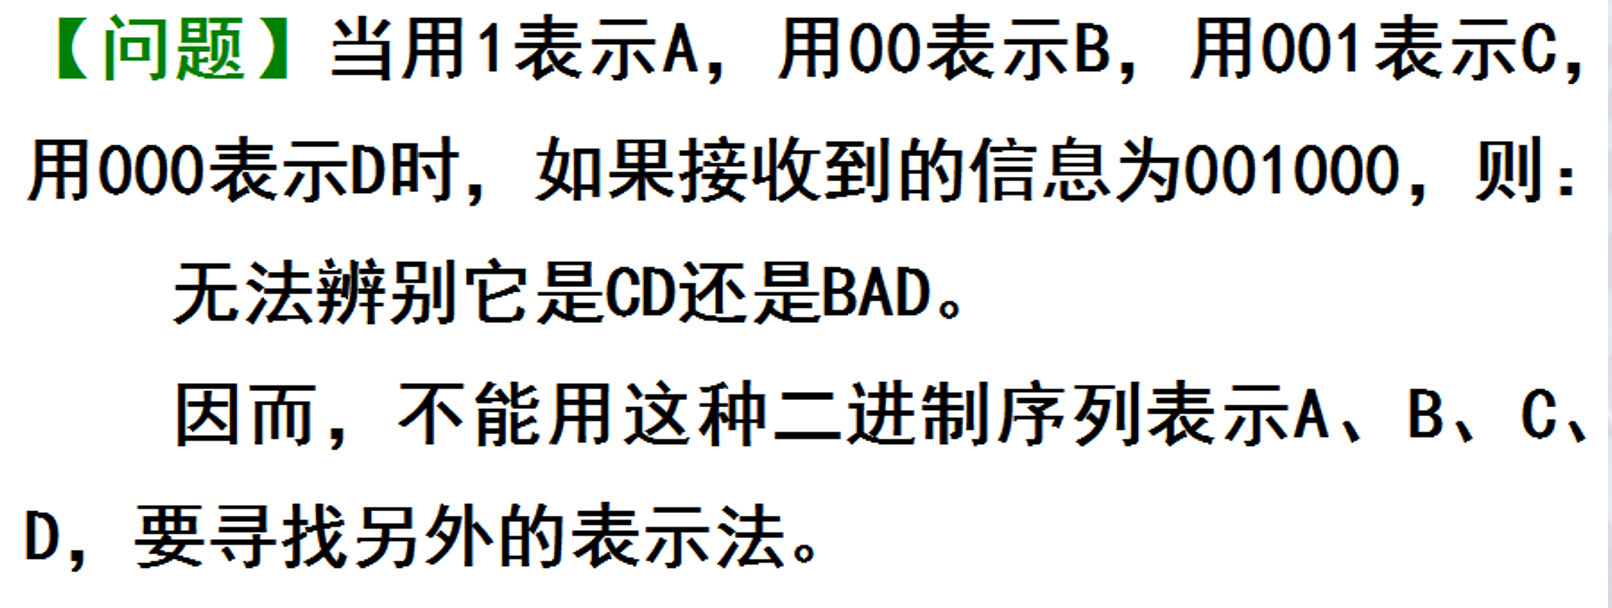 【问题】当用1表示A，用00表示B，用001表示C，
用000表示D时，如果接收到的信息为001000，则：
无法辨别它是CD还是BAD。
因而，不能用这种二进制序列表示A、B、C、
D，要寻找另外的表示法。